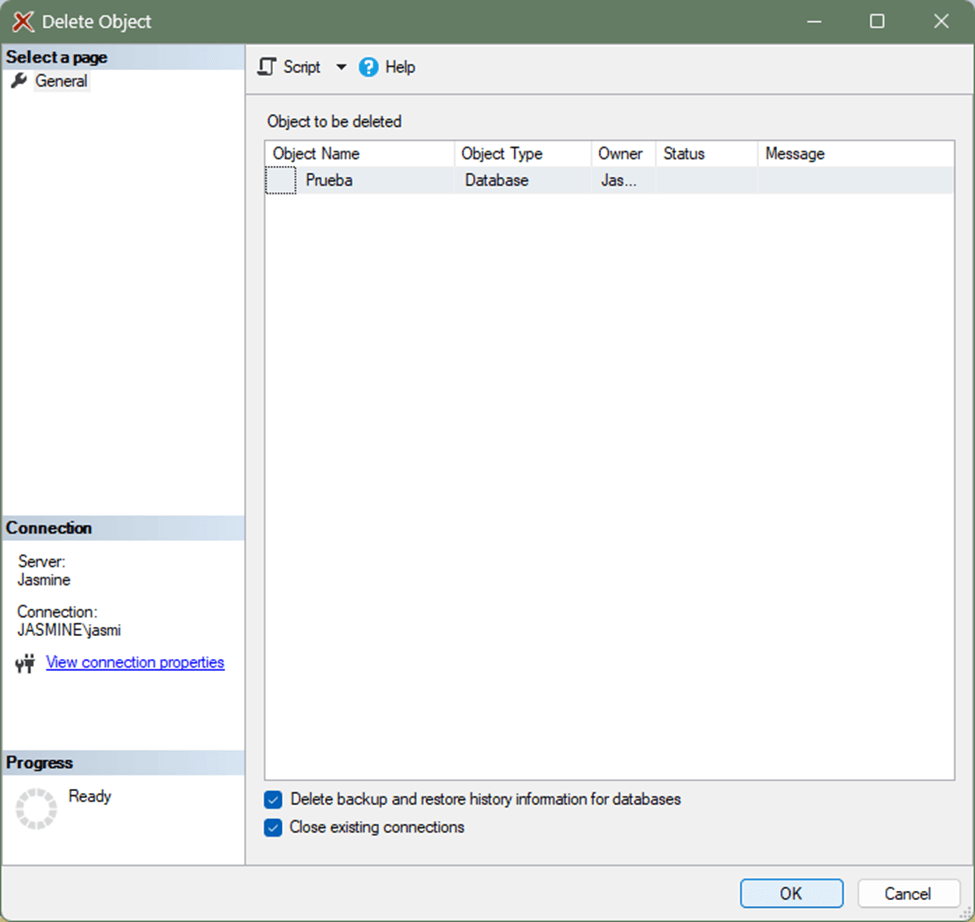 Delete Object
Select a page
General
Script
Help
Object to be deleted
Object Name Object Type Owner Status Message
Prueba Database Jas...
Connection
Server:
Jasmine
Connection:
JASMINE\jasmi
View connection properties
Progress
Ready
Delete backup and restore history information for databases
Close existing connections
OK Cancel